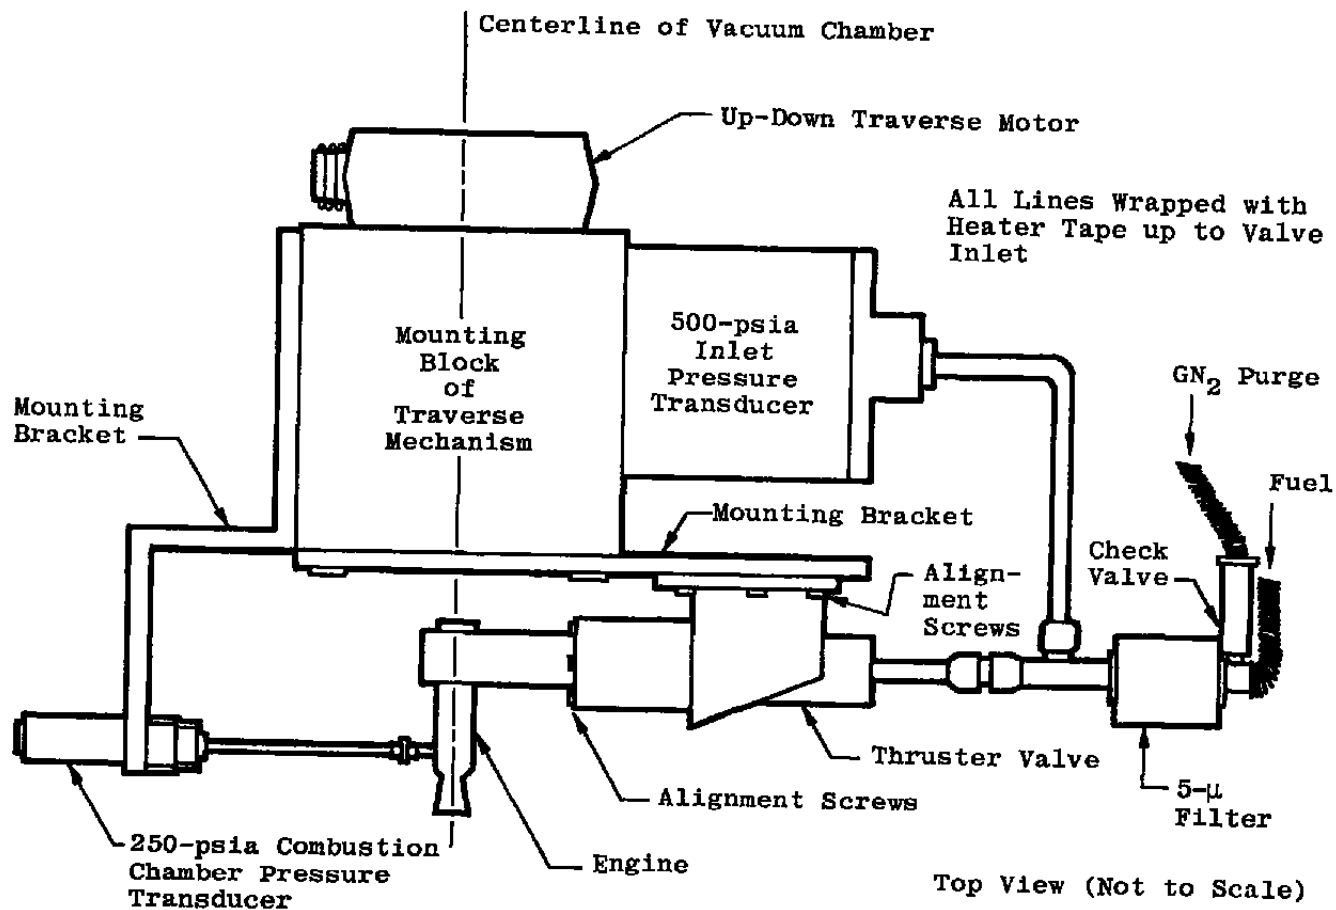 Centerline of Vacuum Chamber
Up-Down Traverse Motor
All Lines Wrapped with
Heater Tape up to Valve
Inlet
Mounting
Block
of
Traverse
Mechanism
500-psia
Inlet
Pressure
Transducer
GN₂ Purge
Mounting
Bracket
Fuel
Mounting Bracket
Check
Valve
Align-
ment
Screws
Thruster Valve
Alignment Screws
5-μ
Filter
250-psia Combustion
Chamber Pressure
Transducer
Engine
Top View (Not to Scale)